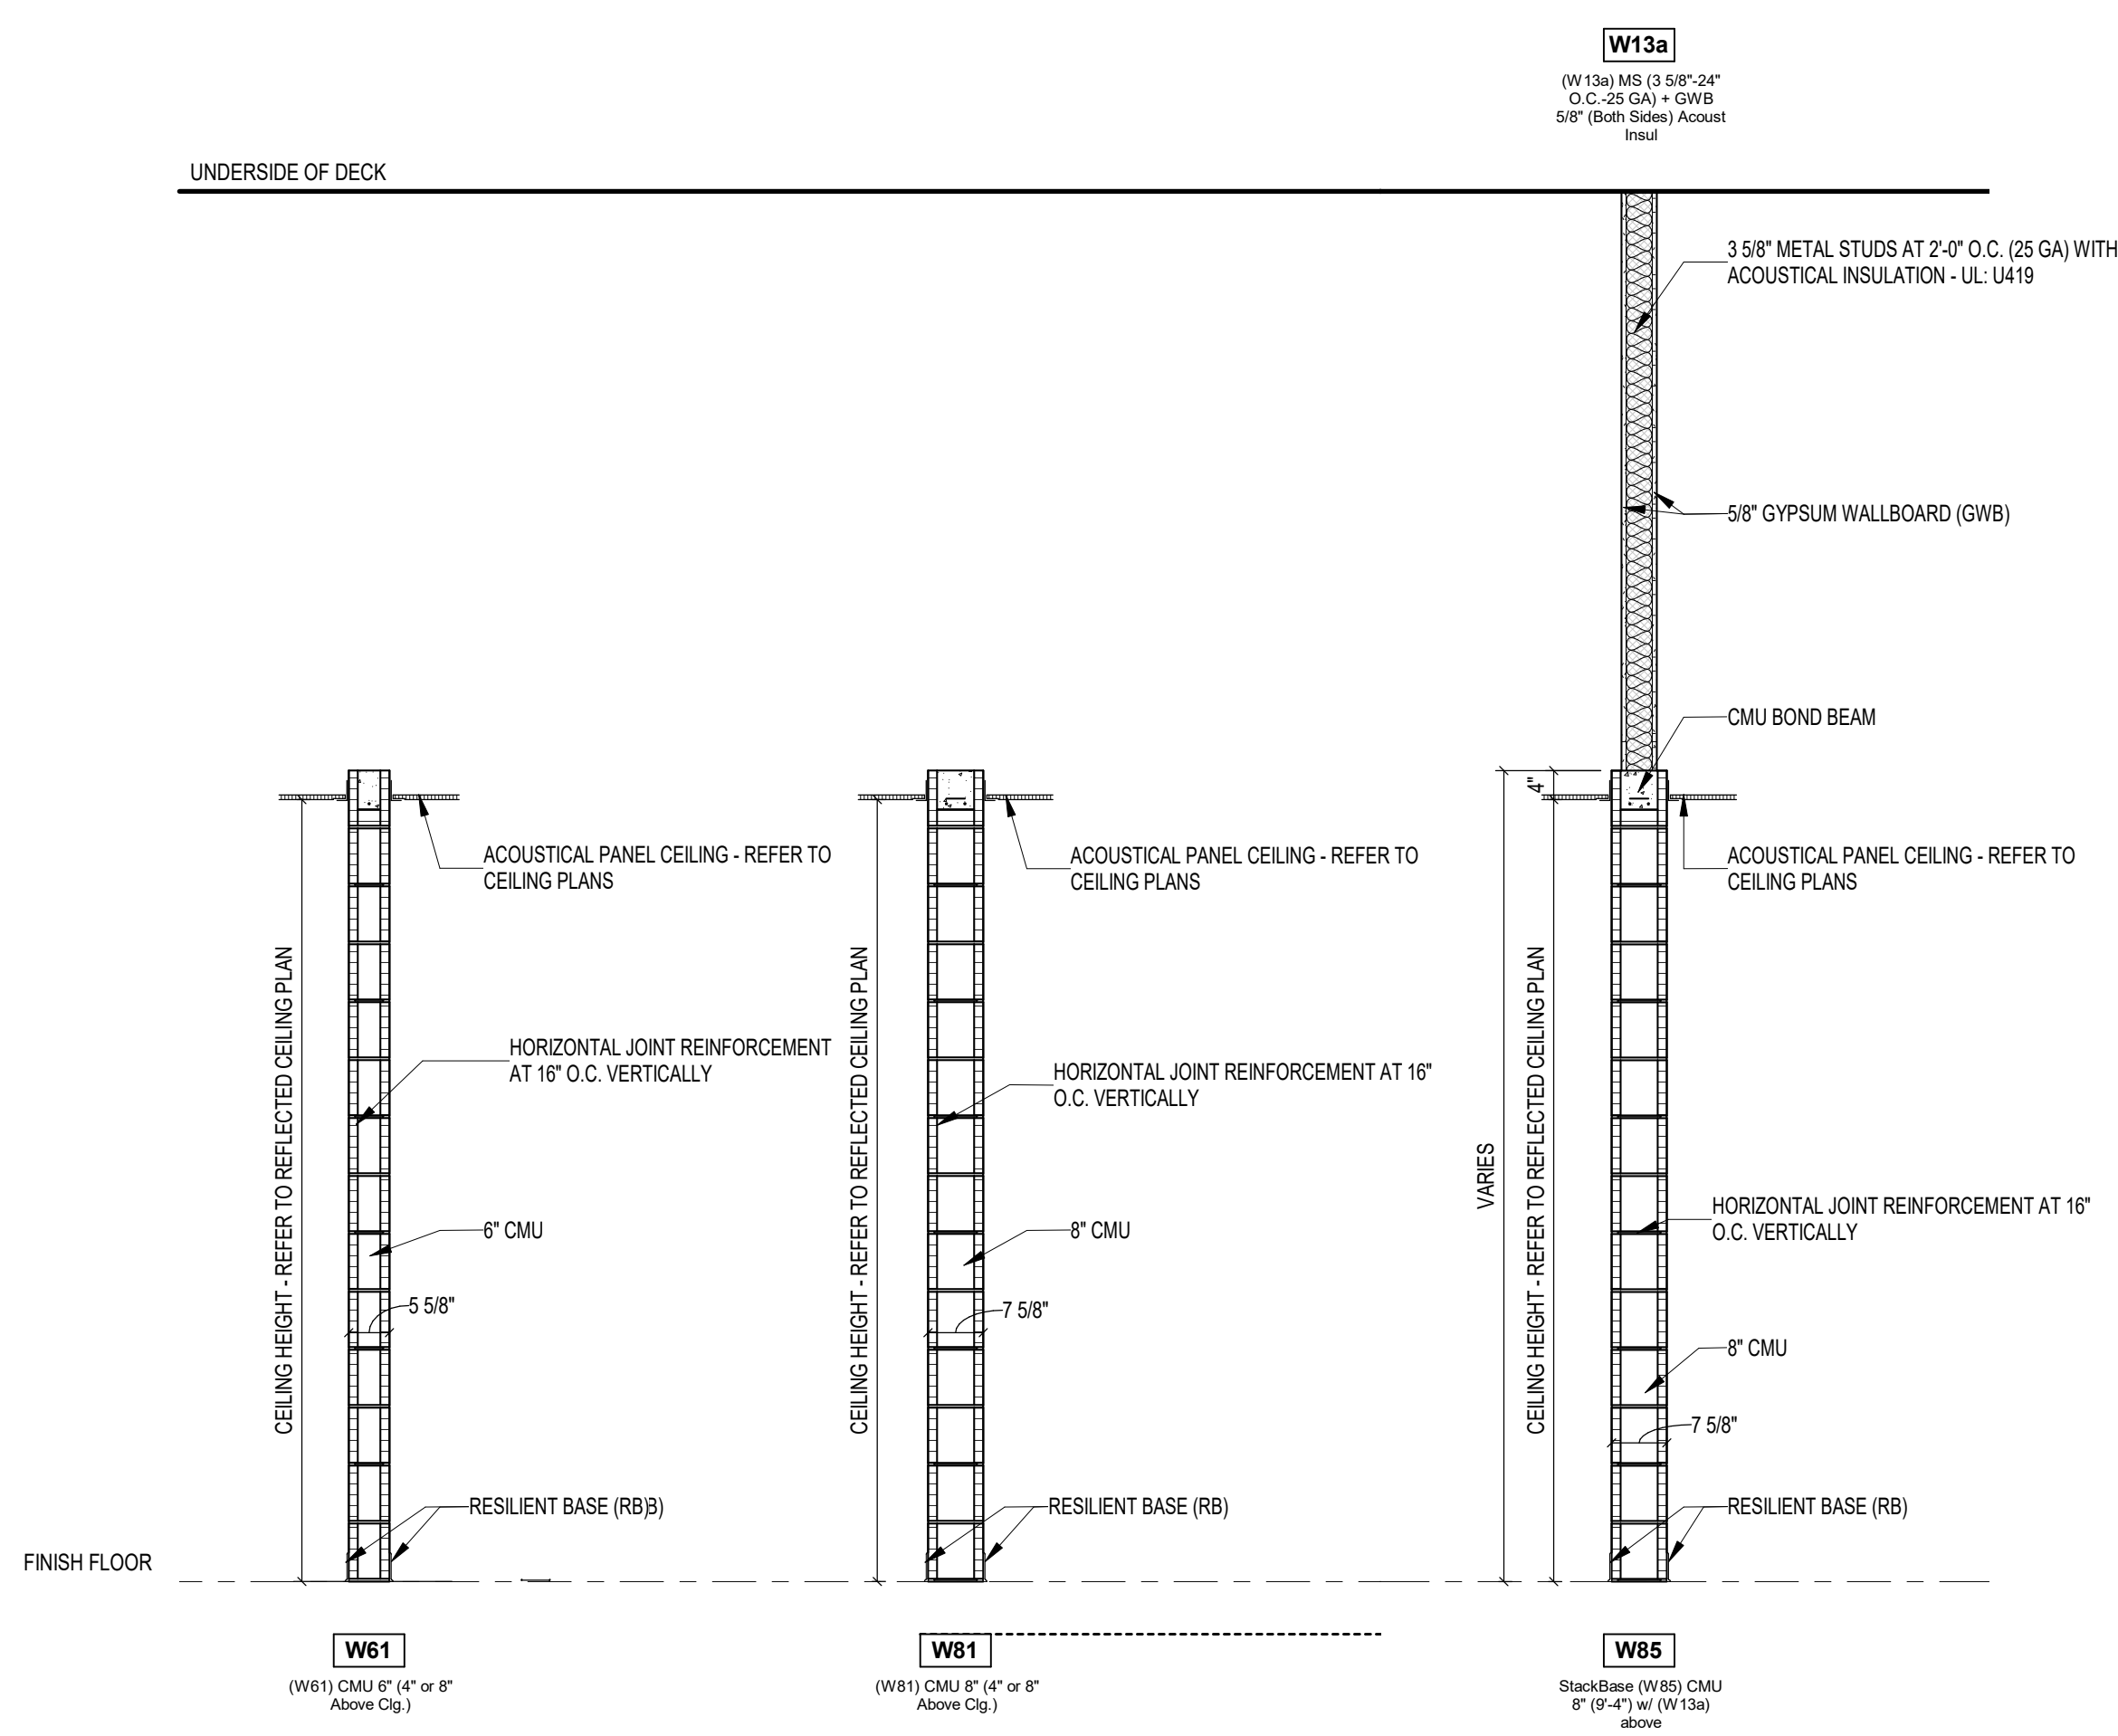 W13a
(W13a) MS (3 5/8"-24"
O.C.-25 GA) + GWB
5/8" (Both Sides) Acoust
Insul
UNDERSIDE OF DECK
3 5/8" METAL STUDS AT 2'-0" O.C. (25 GA) WITH
ACOUSTICAL INSULATION - UL: U419
5/8" GYPSUM WALLBOARD (GWB)
CMU BOND BEAM
4"
ACOUSTICAL PANEL CEILING - REFER TO
CEILING PLANS
ACOUSTICAL PANEL CEILING - REFER TO
CEILING PLANS
ACOUSTICAL PANEL CEILING - REFER TO
CEILING PLANS
CEILING HEIGHT - REFER TO REFLECTED CEILING PLAN
CEILING HEIGHT - REFER TO REFLECTED CEILING PLAN
VARIES
CEILING HEIGHT - REFER TO REFLECTED CEILING PLAN
HORIZONTAL JOINT REINFORCEMENT
AT 16" O.C. VERTICALLY
HORIZONTAL JOINT REINFORCEMENT AT 16"
O.C. VERTICALLY
HORIZONTAL JOINT REINFORCEMENT AT 16"
O.C. VERTICALLY
6" CMU
8" CMU
8" CMU
5 5/8"
7 5/8"
7 5/8"
RESILIENT BASE (RB)
RESILIENT BASE (RB)
RESILIENT BASE (RB)
FINISH FLOOR
W61
(W61) CMU 6" (4" or 8"
Above Clg.)
W81
(W81) CMU 8" (4" or 8"
Above Clg.)
W85
StackBase (W85) CMU
8" (9'-4") w/ (W13a)
above